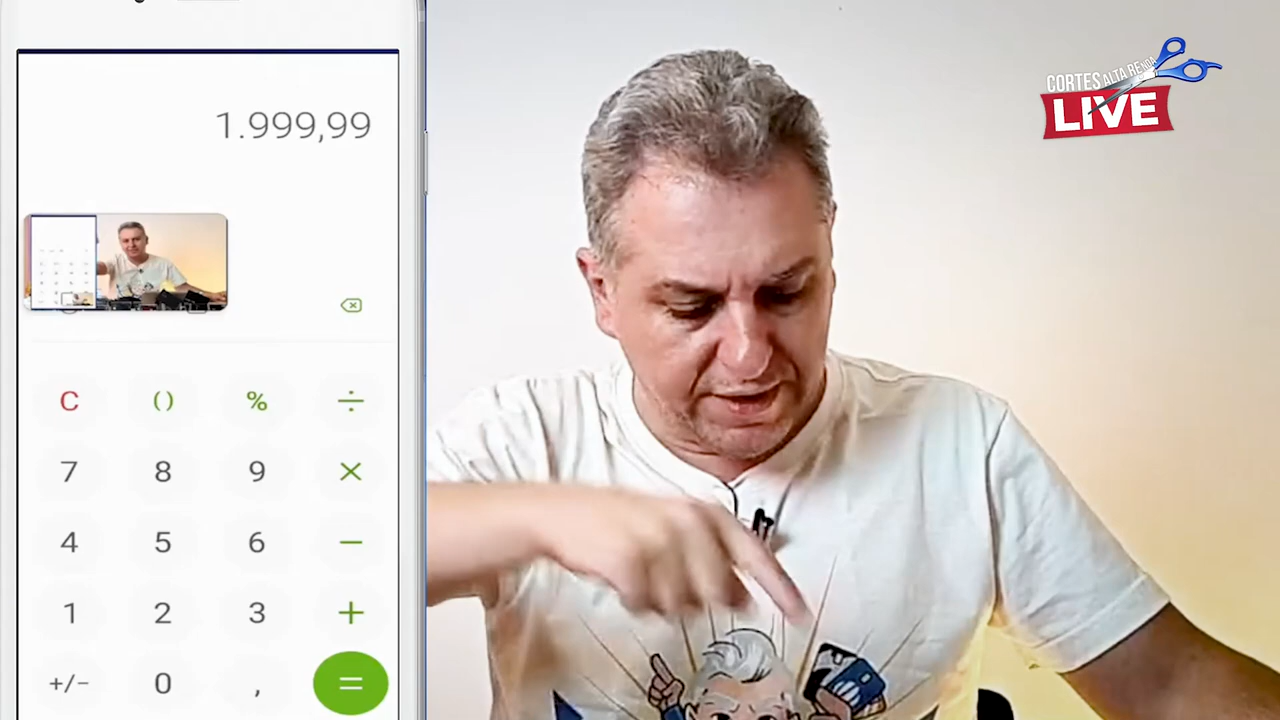 1.999,99
C () % ÷
7 8 9 ×
4 5 6 −
1 2 3 +
+/− 0 , =
CORTES ALTA RENDA
LIVE